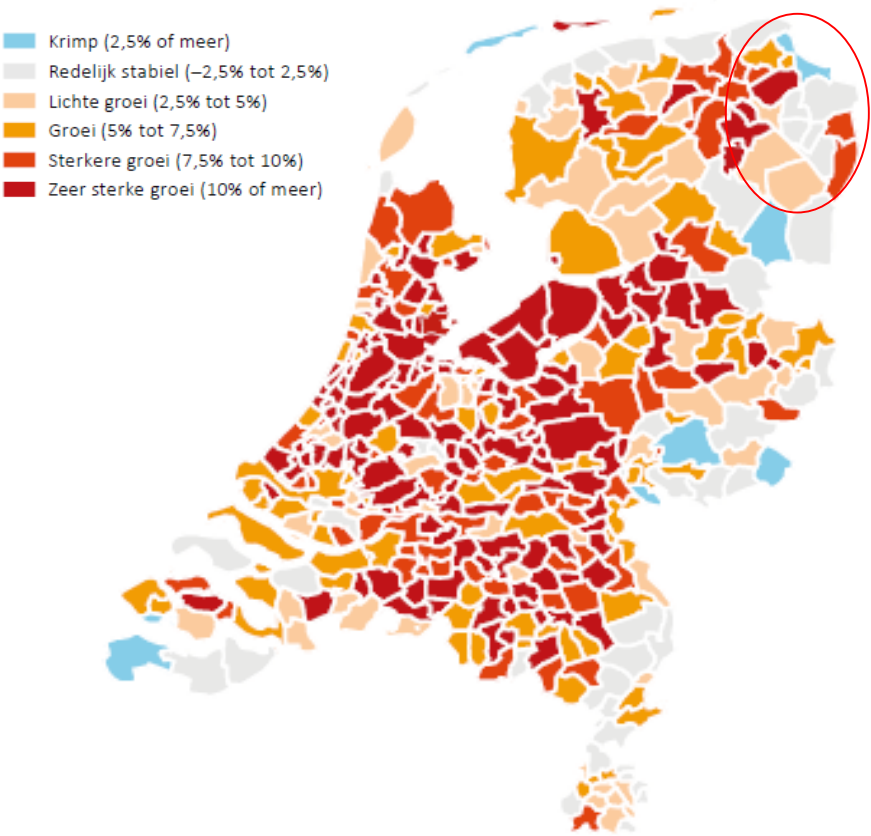 Krimp (2,5% of meer)
Redelijk stabiel (–2,5% tot 2,5%)
Lichte groei (2,5% tot 5%)
Groei (5% tot 7,5%)
Sterkere groei (7,5% tot 10%)
Zeer sterke groei (10% of meer)